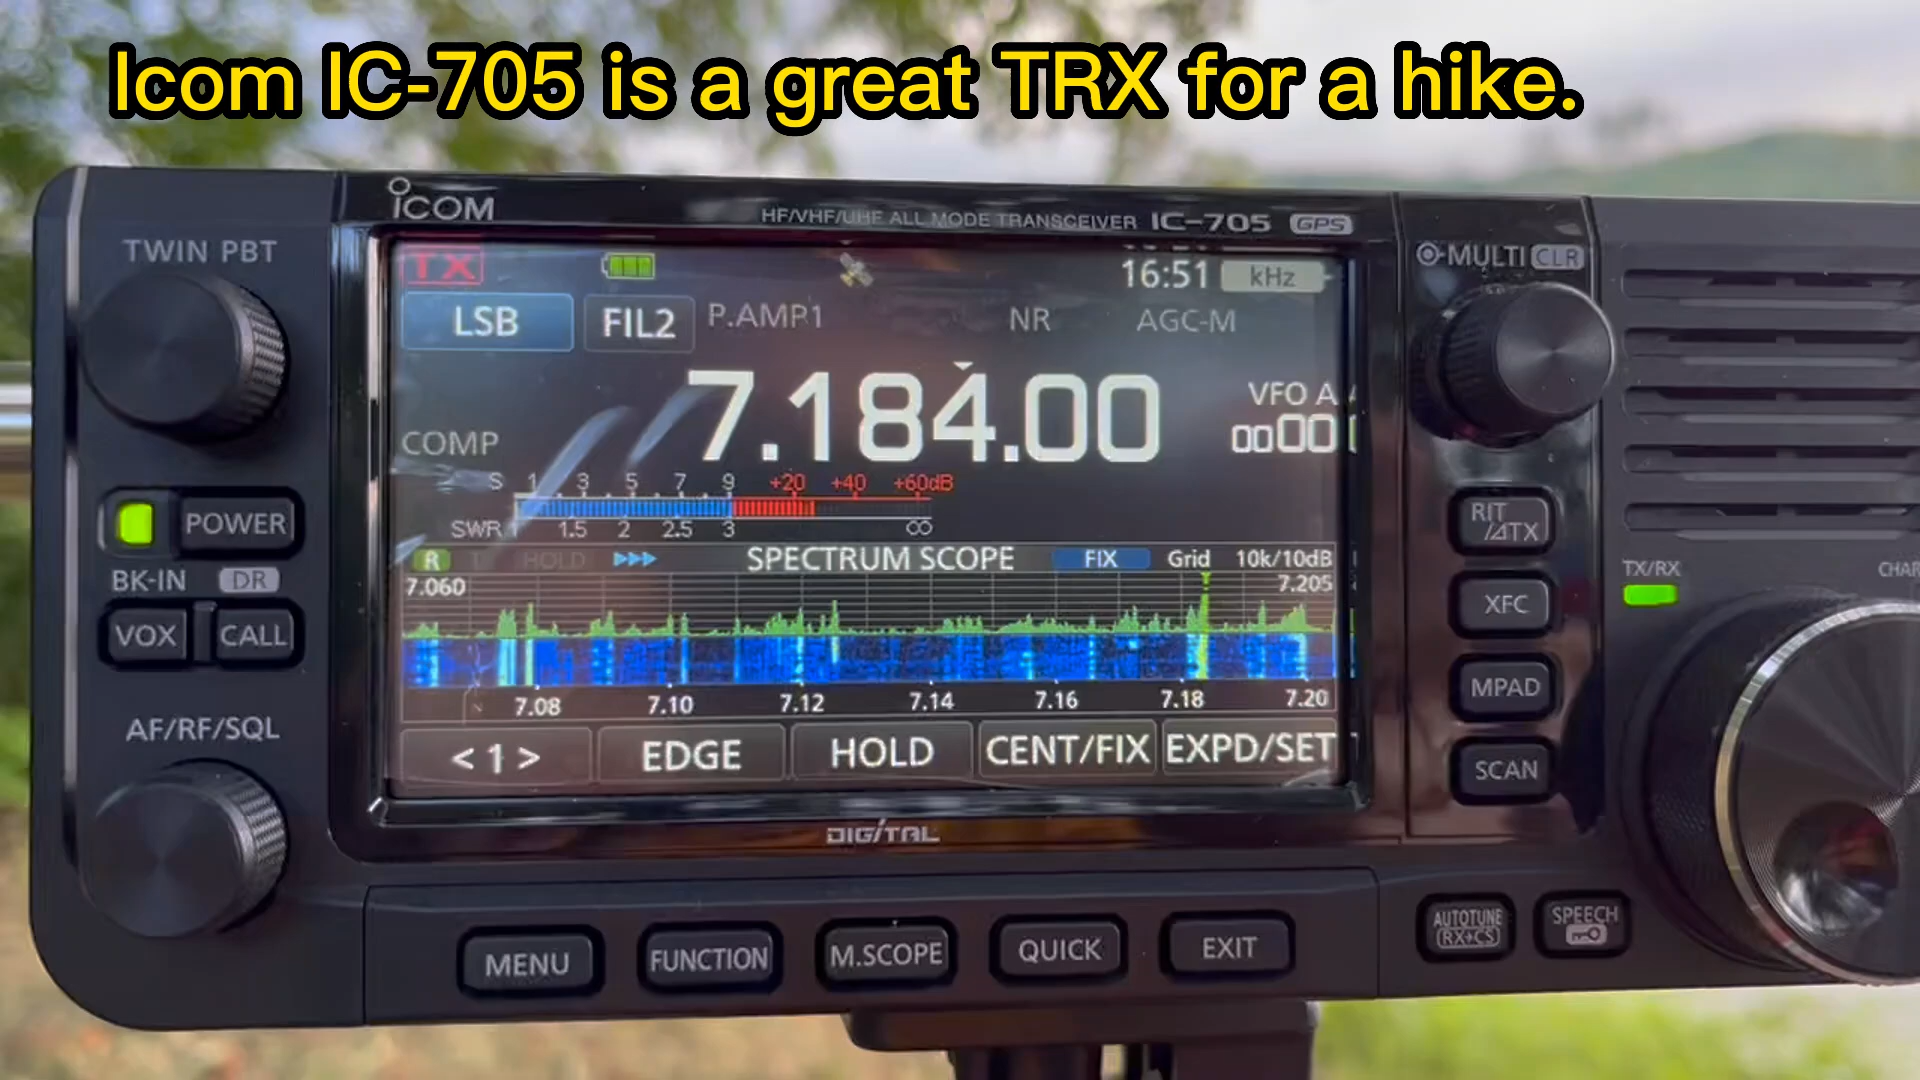 Icom IC-705 is a great TRX for a hike.
ICOM
HF/VHF/UHF ALL MODE TRANSCEIVER IC-705 GPS
TWIN PBT
MULTI CLR
TX
16:51 kHz
LSB FIL2 P.AMP1 NR AGC-M
7.184.00
VFO A
0000
COMP
S 1 3 5 7 9 +20 +40 +60dB
SWR 1 1.5 2 2.5 3 ∞
POWER
RIT/⊿TX
R T HOLD SPECTRUM SCOPE FIX Grid 10k/10dB
7.060 7.205
BK-IN DR
VOX CALL
XFC
TX/RX
7.08 7.10 7.12 7.14 7.16 7.18 7.20
MPAD
AF/RF/SQL
< 1 > EDGE HOLD CENT/FIX EXPD/SET
SCAN
DIGITAL
MENU FUNCTION M.SCOPE QUICK EXIT
AUTOTUNE
RX→CS
SPEECH